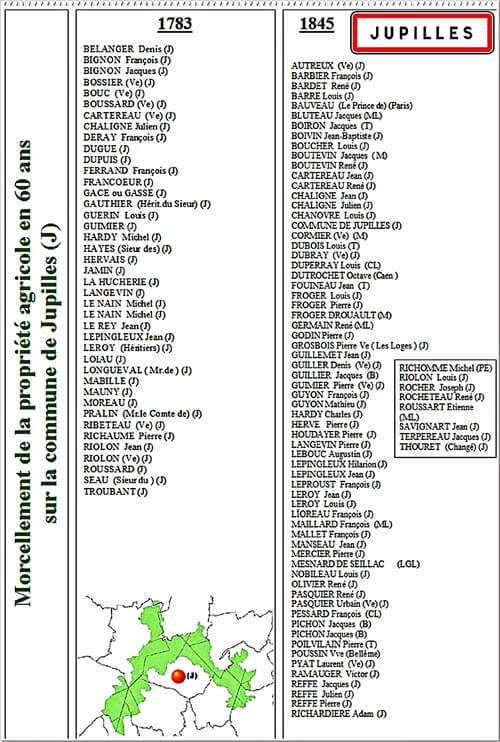 Morcellement de la propriété agricole en 60 ans
sur la commune de Jupilles (J)
1783
BELANGER Denis (J)
BIGNON François (J)
BIGNON Jacques (J)
BOSSIER (Ve) (J)
BOUC (Ve) (J)
BOUSSARD (Ve) (J)
CARTEREAU (Ve) (J)
CHALIGNE Julien (J)
DERAY François (J)
DUGUE (J)
DUPUIS (J)
FERRAND François (J)
FRANCOEUR (J)
GACE ou GASSE (J)
GAUTHIER (Hérit.du Sieur) (J)
GUERIN Louis (J)
GUIMIER (J)
HARDY Michel (J)
HAYES (Sieur des) (J)
HERVAIS (J)
JAMIN (J)
LA HUCHERIE (J)
LANGEVIN (J)
LE NAIN Michel (J)
LE NAIN Michel (J)
LE REY Jean (J)
LEPINGLEUX Jean (J)
LEROY (Héritiers) (J)
LOIAU (J)
LONGUEVAL ( Mr.de ) (J)
MABILLE (J)
MAUNY (J)
MOREAU (J)
PRALIN (Mr.le Comte de) (J)
RIBETEAU (Ve) (J)
RICHAUME Pierre (J)
RIOLON Jean (J)
RIOLON (Ve) (J)
ROUSSARD (J)
SEAU (Sieur du ) (J)
TROUBANT (J)
(J)
1845
JUPILLES
AUTREUX (Ve) (J)
BARBIER François (J)
BARDET René (J)
BARRE Louis (J)
BAUVEAU (Le Prince de) (Paris)
BLUTEAU Jacques (ML)
BOIRON Jacques (T)
BOIVIN Jean-Baptiste (J)
BOUCHER Louis (J)
BOUTEVIN Jacques ( M)
BOUTEVIN René (J)
CARTEREAU Jean (J)
CARTEREAU René (J)
CHALIGNE Jean (J)
CHALIGNE Julien (J)
CHANOVRE Louis (J)
COMMUNE DE JUPILLES (J)
CORMIER (Ve) (M)
DUBOIS Louis (T)
DUBRAY (Ve) (J)
DUPERRAY Louis (CL)
DUTROCHET Octave (Caen )
FOUINEAU Jean (T)
FROGER Louis (J)
FROGER Pierre (J)
FROGER DROUAULT (M)
GERMAIN René (ML)
GODIN Pierre (J)
GROSBOIS Pierre Ve ( Les Loges ) (J)
GUILLEMET Jean (J)
GUILLER Denis (Ve) (J)
GUILLIER Jacques (B)
GUIMIER Pierre (Ve) (J)
GUYON François (J)
GUYON Mathieu (J)
HARDY Charles (J)
HERVE Pierre (J)
HOUDAYER Pierre (J)
LANGEVIN Pierre (J)
LEBOUC Augustin (J)
LEPINGLEUX Hilarion (J)
LEPINGLEUX Jean (J)
LEPROUST François (J)
LEROY Jean (J)
LEROY Louis (J)
LIOREAU François (J)
MAILLARD François (ML)
MALLET François (J)
MANSEAU Jean (J)
MERCIER Pierre (J)
MESNARD DE SEILLAC (LGL)
NOBILEAU Louis (J)
OLIVIER René (J)
PASQUIER René (J)
PASQUIER Urbain (Ve) (J)
PESSARD François (CL)
PICHON Jacques (B)
PICHON Jacques (B)
POILVILAIN Pierre (T)
POUSSIN Vve (Bellême)
PYAT Laurent (Ve) (J)
RAMAUGER Victor (J)
REFFE Jacques (J)
REFFE Julien (J)
REFFE Pierre (J)
RICHARDIERE Adam (J)
RICHOMME Michel (PE)
RIOLON Louis (J)
ROCHER Joseph (J)
ROCHETEAU René (J)
ROUSSART Etienne
(ML)
SAVIGNART Jean (J)
TERPEREAU Jacques (J)
THOURET (Changé) (J)